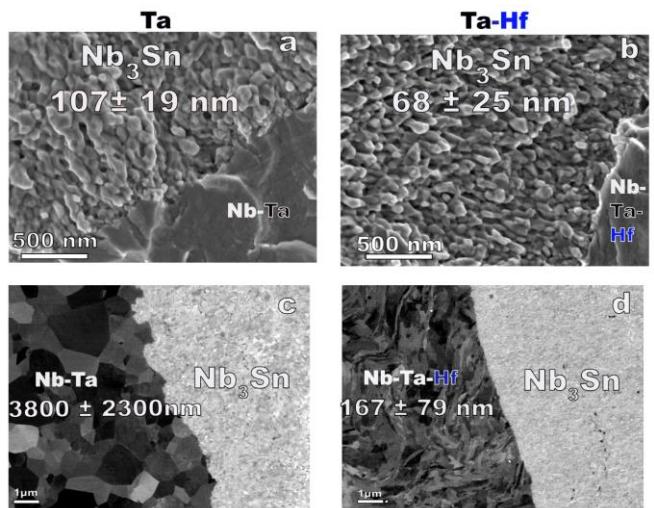 Ta
Ta-Hf
a
Nb3Sn
107± 19 nm
Nb-Ta
500 nm
b
Nb3Sn
68 ± 25 nm
Nb-
Ta-
Hf
500 nm
c
Nb-Ta
Nb3Sn
3800 ± 2300nm
1µm
d
Nb-Ta-Hf
Nb3Sn
167 ± 79 nm
1µm